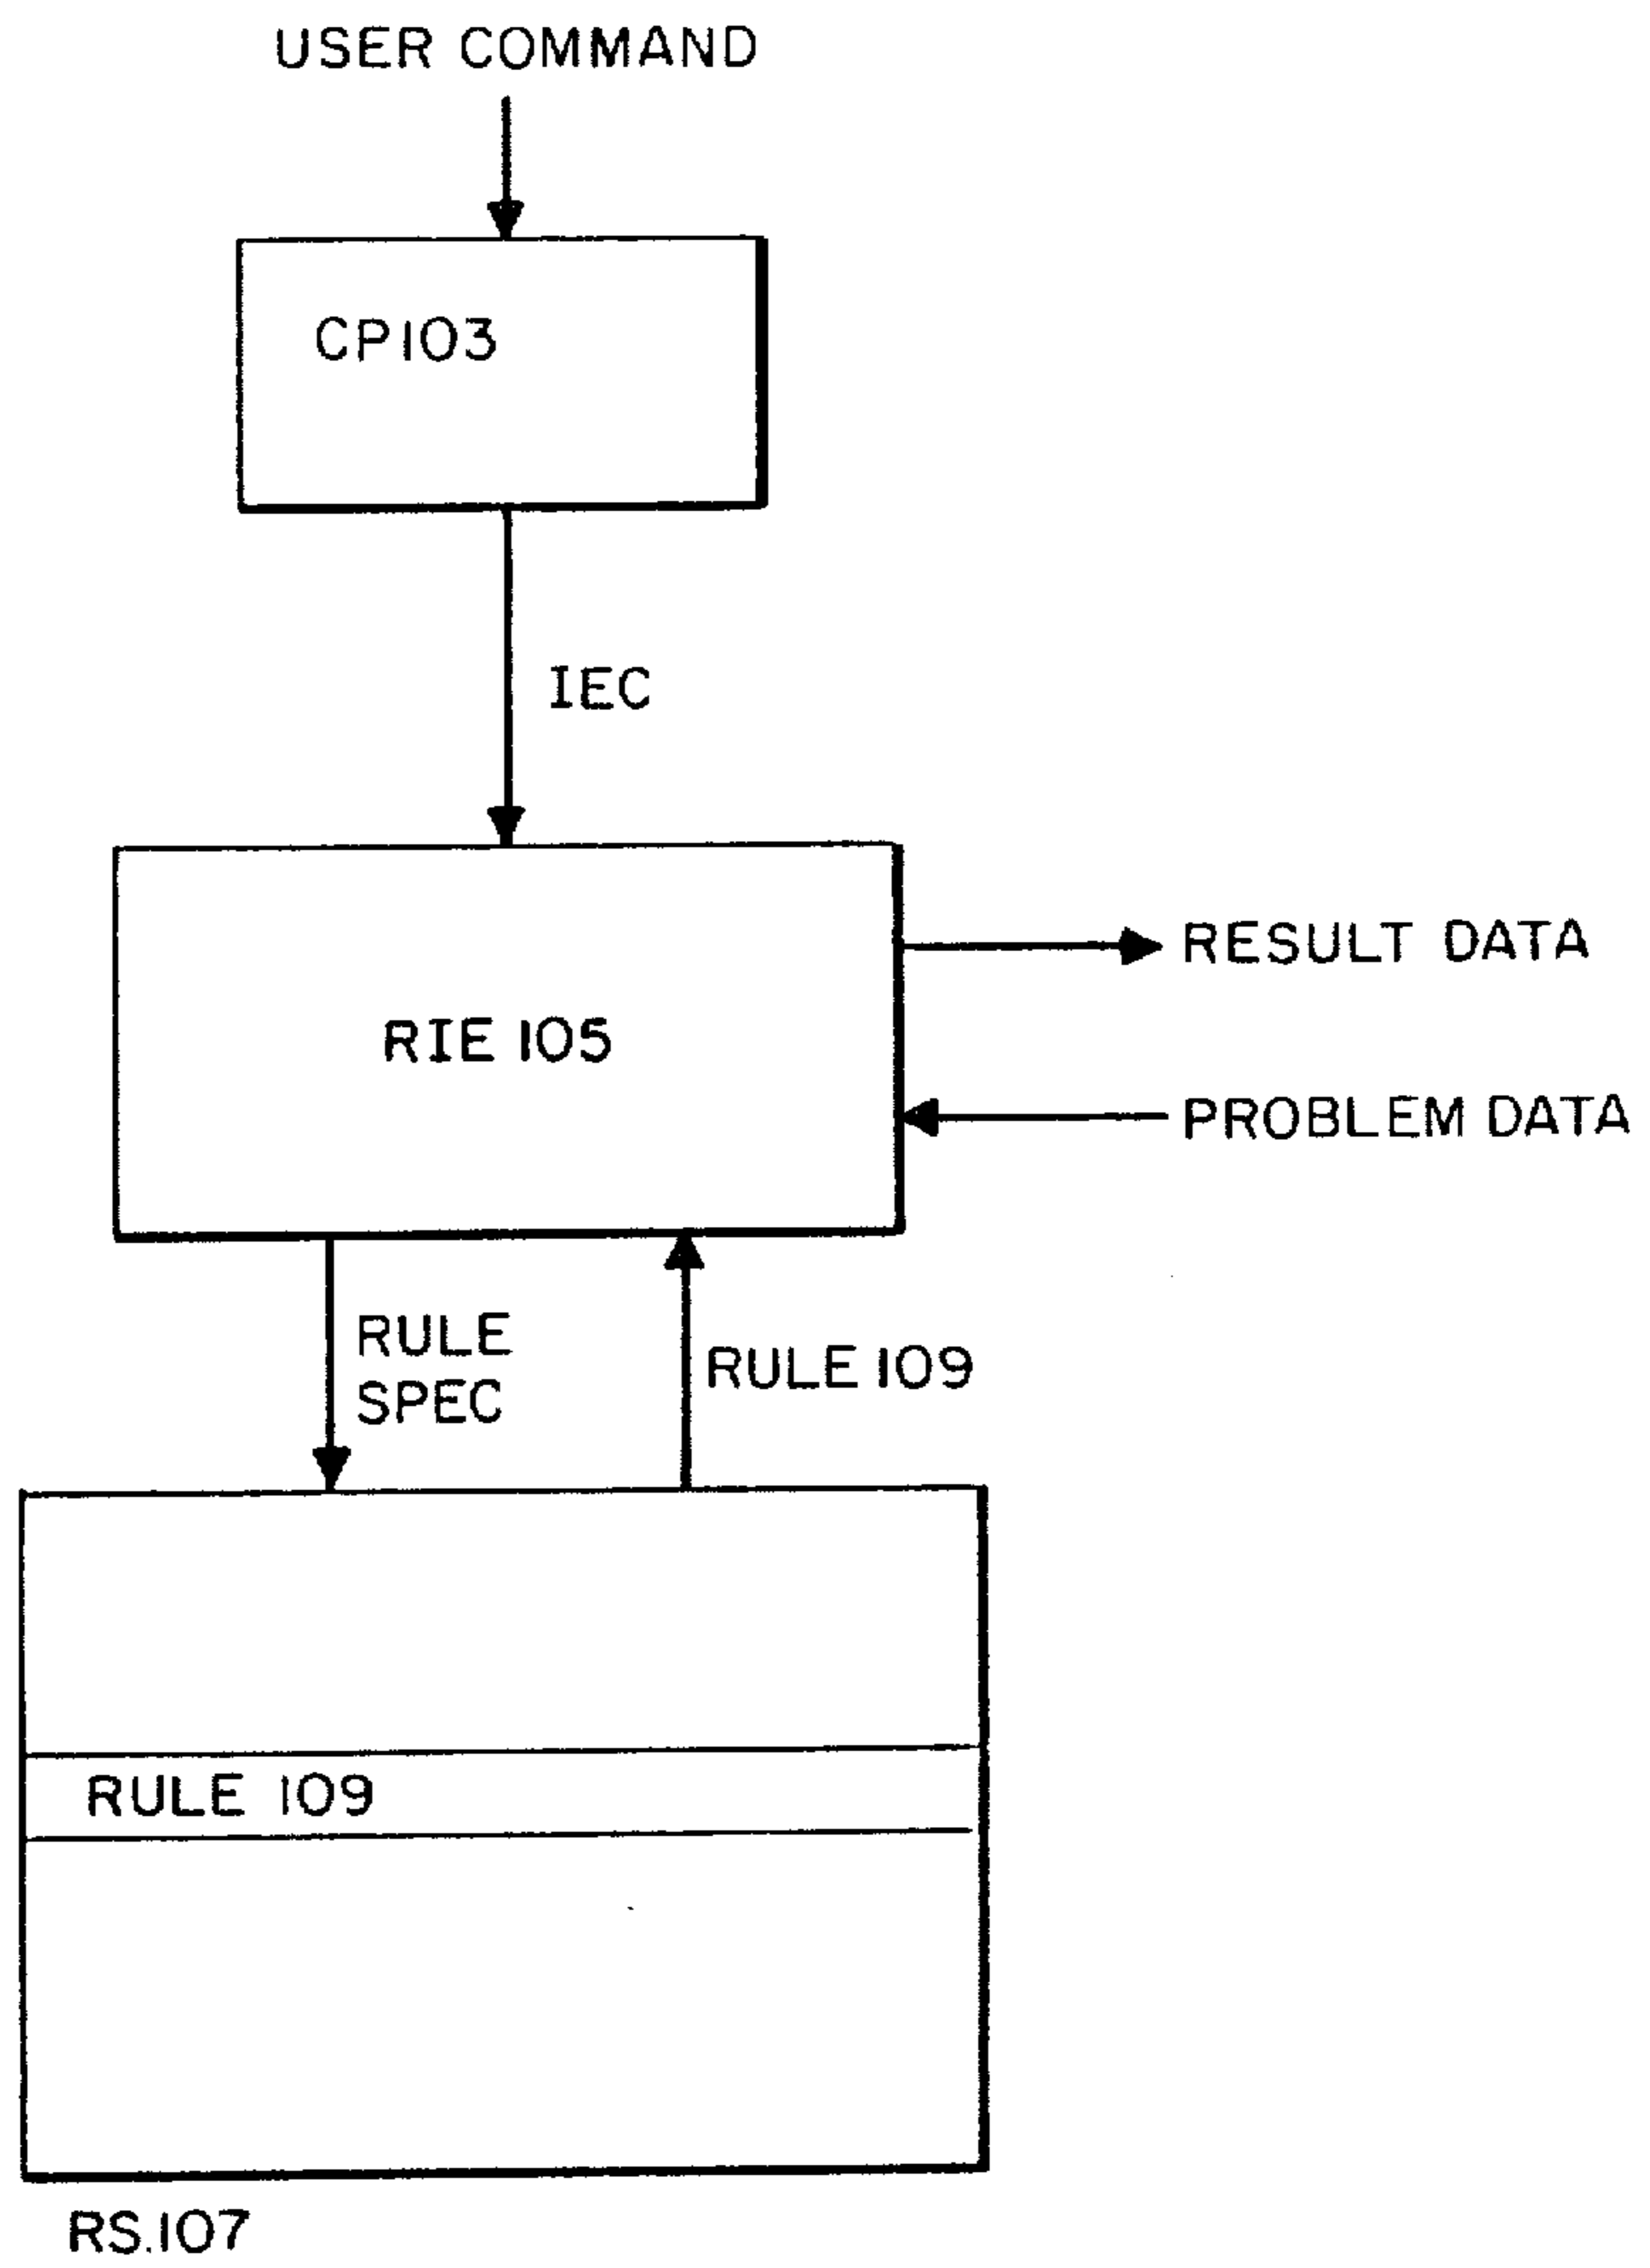 USER COMMAND
CP103
IEC
RESULT DATA
RIE 105
PROBLEM DATA
RULE
SPEC
RULE 109
RULE 109
RS.107